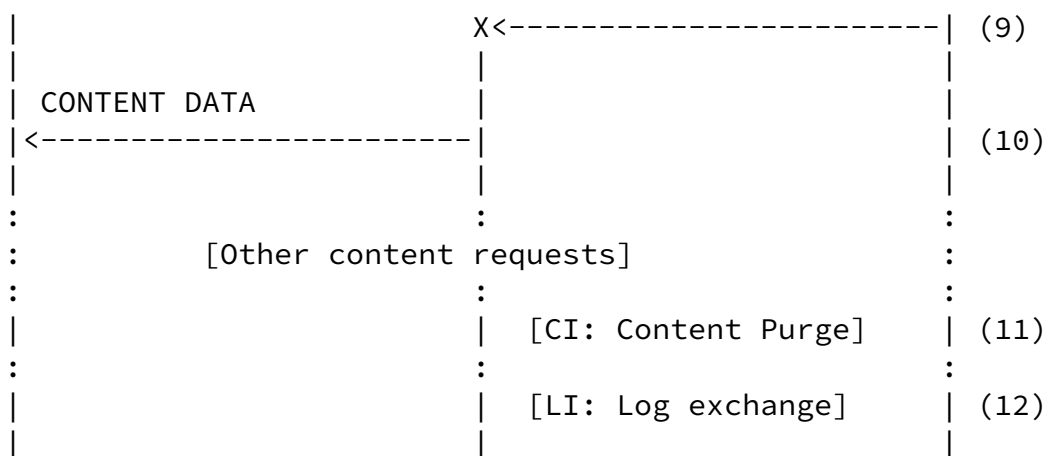 |                         X<------------------------| (9)
|                         |                         |
| CONTENT DATA            |                         |
|<------------------------|                         | (10)
|                         |                         |
:                         :                         :
:          [Other content requests]                 :
:                         :                         :
|                         |  [CI: Content Purge]    | (11)
:                         :                         :
|                         |  [LI: Log exchange]     | (12)
|                         |                         |